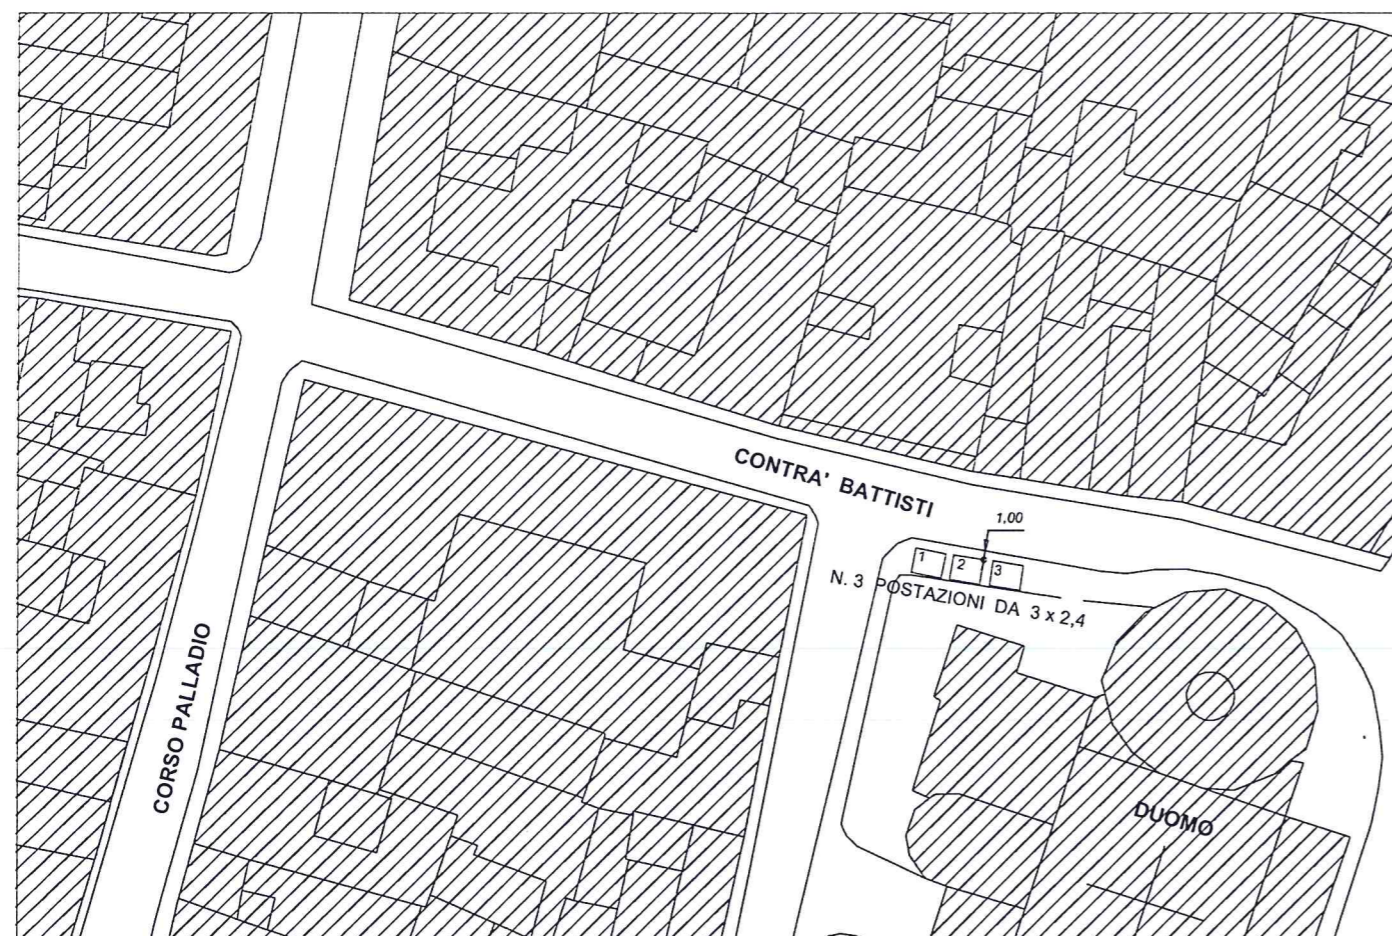 CONTRA' BATTISTI
1,00
1 2 3
N. 3 POSTAZIONI DA 3 x 2,4
CORSO PALLADIO
DUOMO